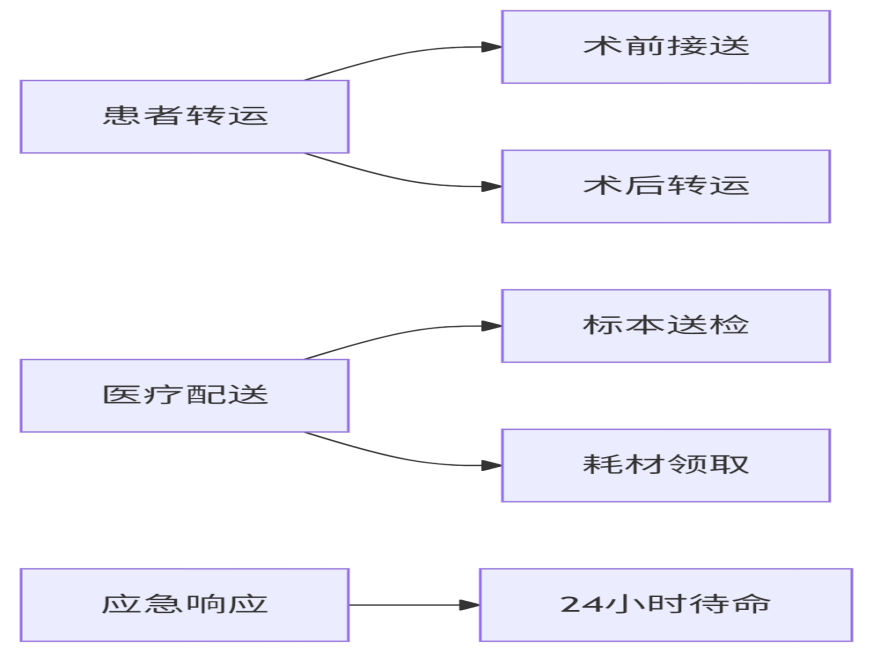 患者转运
术前接送
术后转运
医疗配送
标本送检
耗材领取
应急响应
24小时待命